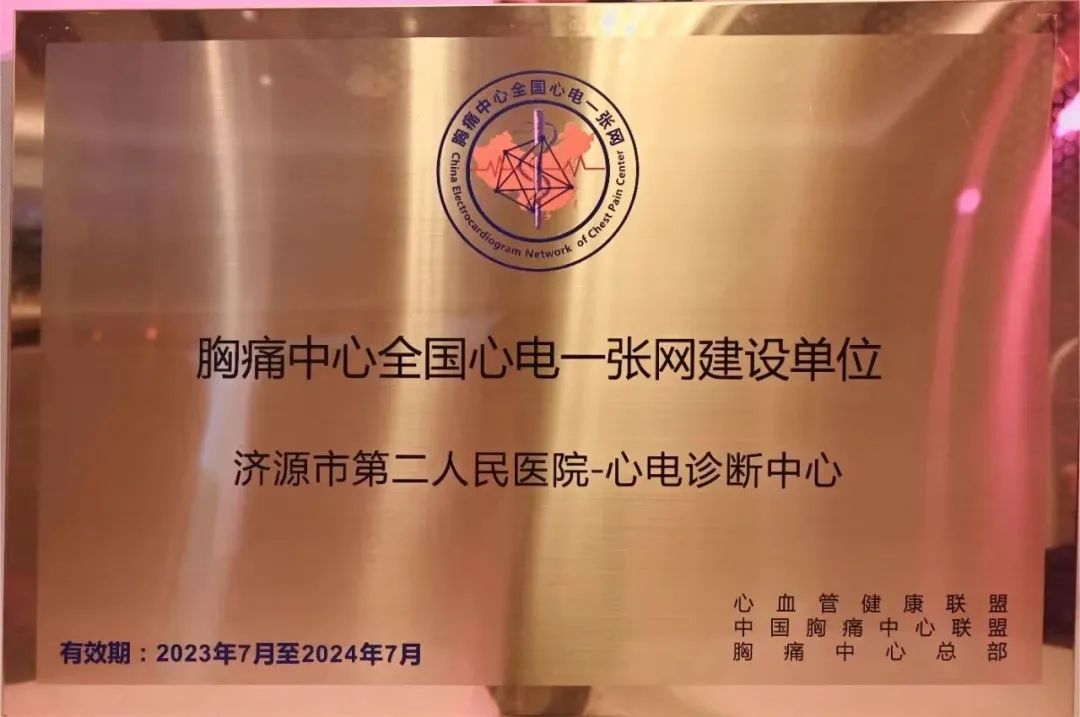 胸痛中心全国心电一张网
China Electrocardiogram Network of Chest Pain Center
胸痛中心全国心电一张网建设单位
济源市第二人民医院-心电诊断中心
心血管健康联盟
中国胸痛中心联盟
胸痛中心总部
有效期：2023年7月至2024年7月